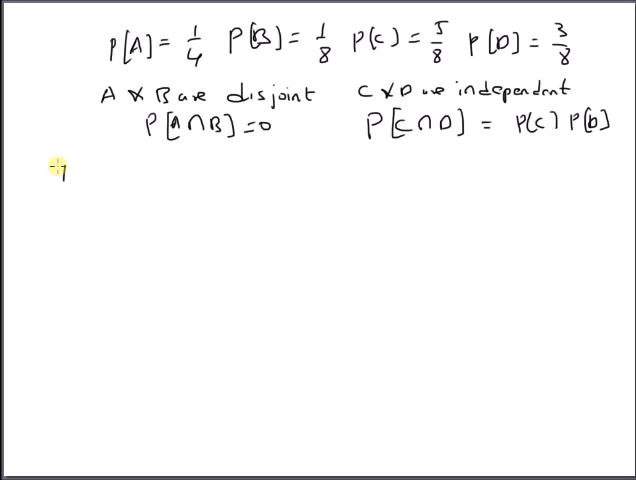 P[A] = 1/4 P[B] = 1/8 P(C) = 5/8 P[D] = 3/8
A & B are disjoint C & D are independent
P[A∩B] = 0 P[C∩D] = P(C) P[D]